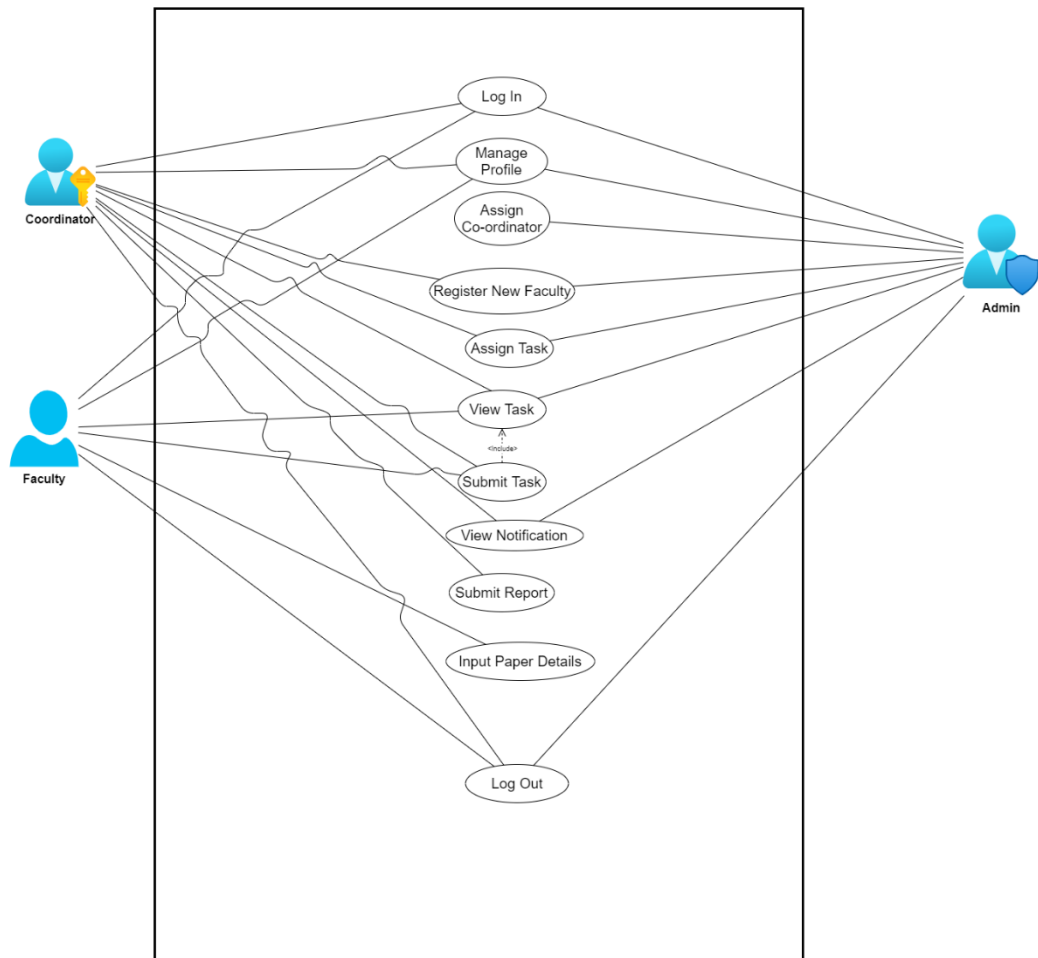 Log In
Coordinator
Manage
Profile
Assign
Co-ordinator
Admin
Register New Faculty
Assign Task
View Task
<include>
Faculty
Submit Task
View Notification
Submit Report
Input Paper Details
Log Out